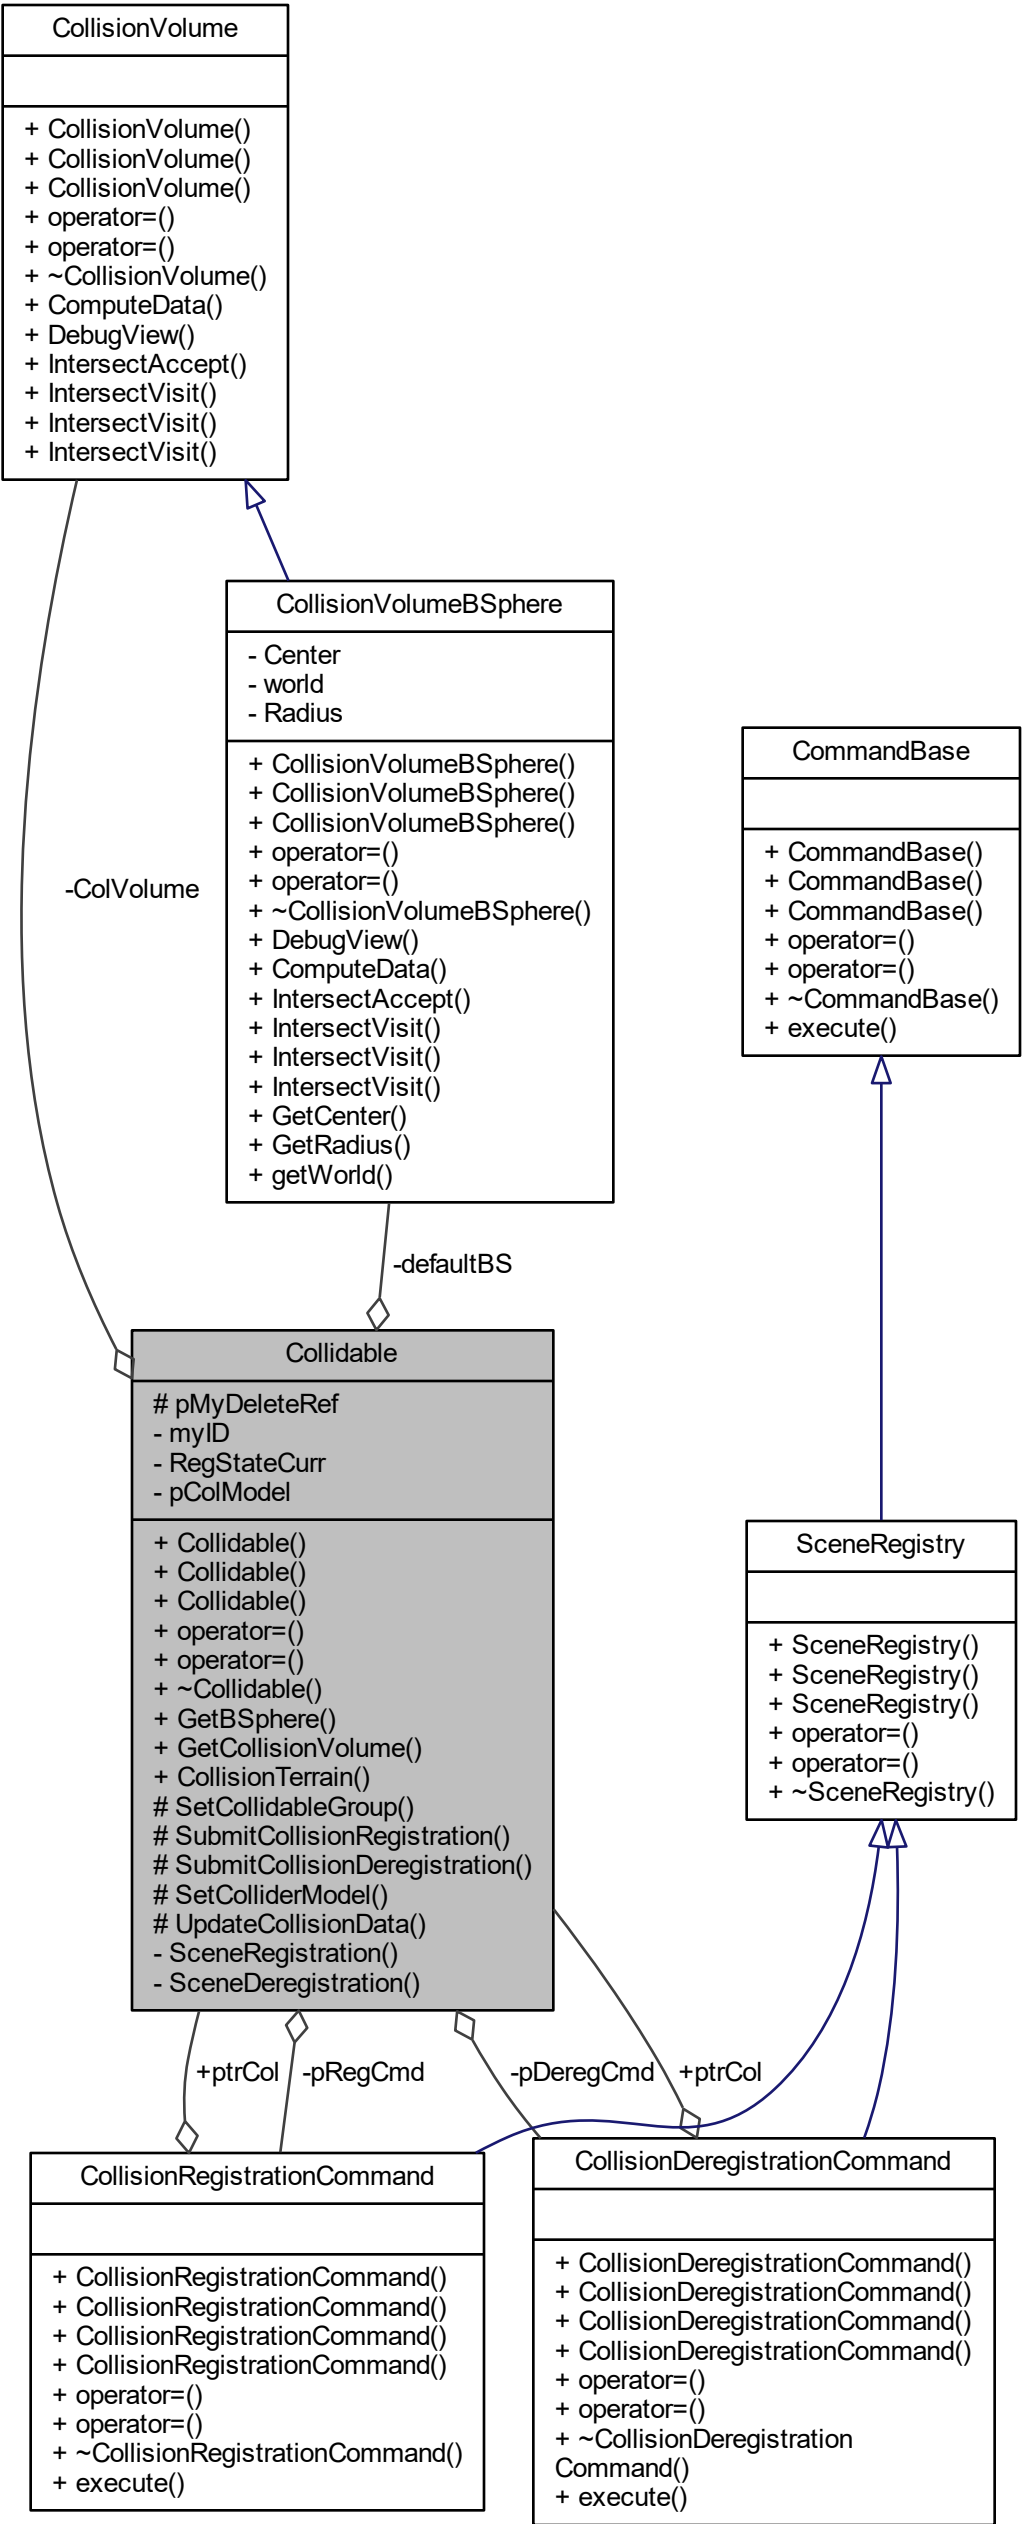 CollisionVolume
+ CollisionVolume()
+ CollisionVolume()
+ CollisionVolume()
+ operator=()
+ operator=()
+ ~CollisionVolume()
+ ComputeData()
+ DebugView()
+ IntersectAccept()
+ IntersectVisit()
+ IntersectVisit()
+ IntersectVisit()
CollisionVolumeBSphere
- Center
- world
- Radius
+ CollisionVolumeBSphere()
+ CollisionVolumeBSphere()
+ CollisionVolumeBSphere()
+ operator=()
+ operator=()
+ ~CollisionVolumeBSphere()
+ DebugView()
+ ComputeData()
+ IntersectAccept()
+ IntersectVisit()
+ IntersectVisit()
+ IntersectVisit()
+ GetCenter()
+ GetRadius()
+ getWorld()
CommandBase
+ CommandBase()
+ CommandBase()
+ CommandBase()
+ operator=()
+ operator=()
+ ~CommandBase()
+ execute()
-ColVolume
-defaultBS
Collidable
# pMyDeleteRef
- myID
- RegStateCurr
- pColModel
+ Collidable()
+ Collidable()
+ Collidable()
+ operator=()
+ operator=()
+ ~Collidable()
+ GetBSphere()
+ GetCollisionVolume()
+ CollisionTerrain()
# SetCollidableGroup()
# SubmitCollisionRegistration()
# SubmitCollisionDeregistration()
# SetColliderModel()
# UpdateCollisionData()
- SceneRegistration()
- SceneDeregistration()
SceneRegistry
+ SceneRegistry()
+ SceneRegistry()
+ SceneRegistry()
+ operator=()
+ operator=()
+ ~SceneRegistry()
+ptrCol
-pRegCmd
-pDeregCmd
+ptrCol
CollisionRegistrationCommand
+ CollisionRegistrationCommand()
+ CollisionRegistrationCommand()
+ CollisionRegistrationCommand()
+ CollisionRegistrationCommand()
+ operator=()
+ operator=()
+ ~CollisionRegistrationCommand()
+ execute()
CollisionDeregistrationCommand
+ CollisionDeregistrationCommand()
+ CollisionDeregistrationCommand()
+ CollisionDeregistrationCommand()
+ CollisionDeregistrationCommand()
+ operator=()
+ operator=()
+ ~CollisionDeregistration
Command()
+ execute()